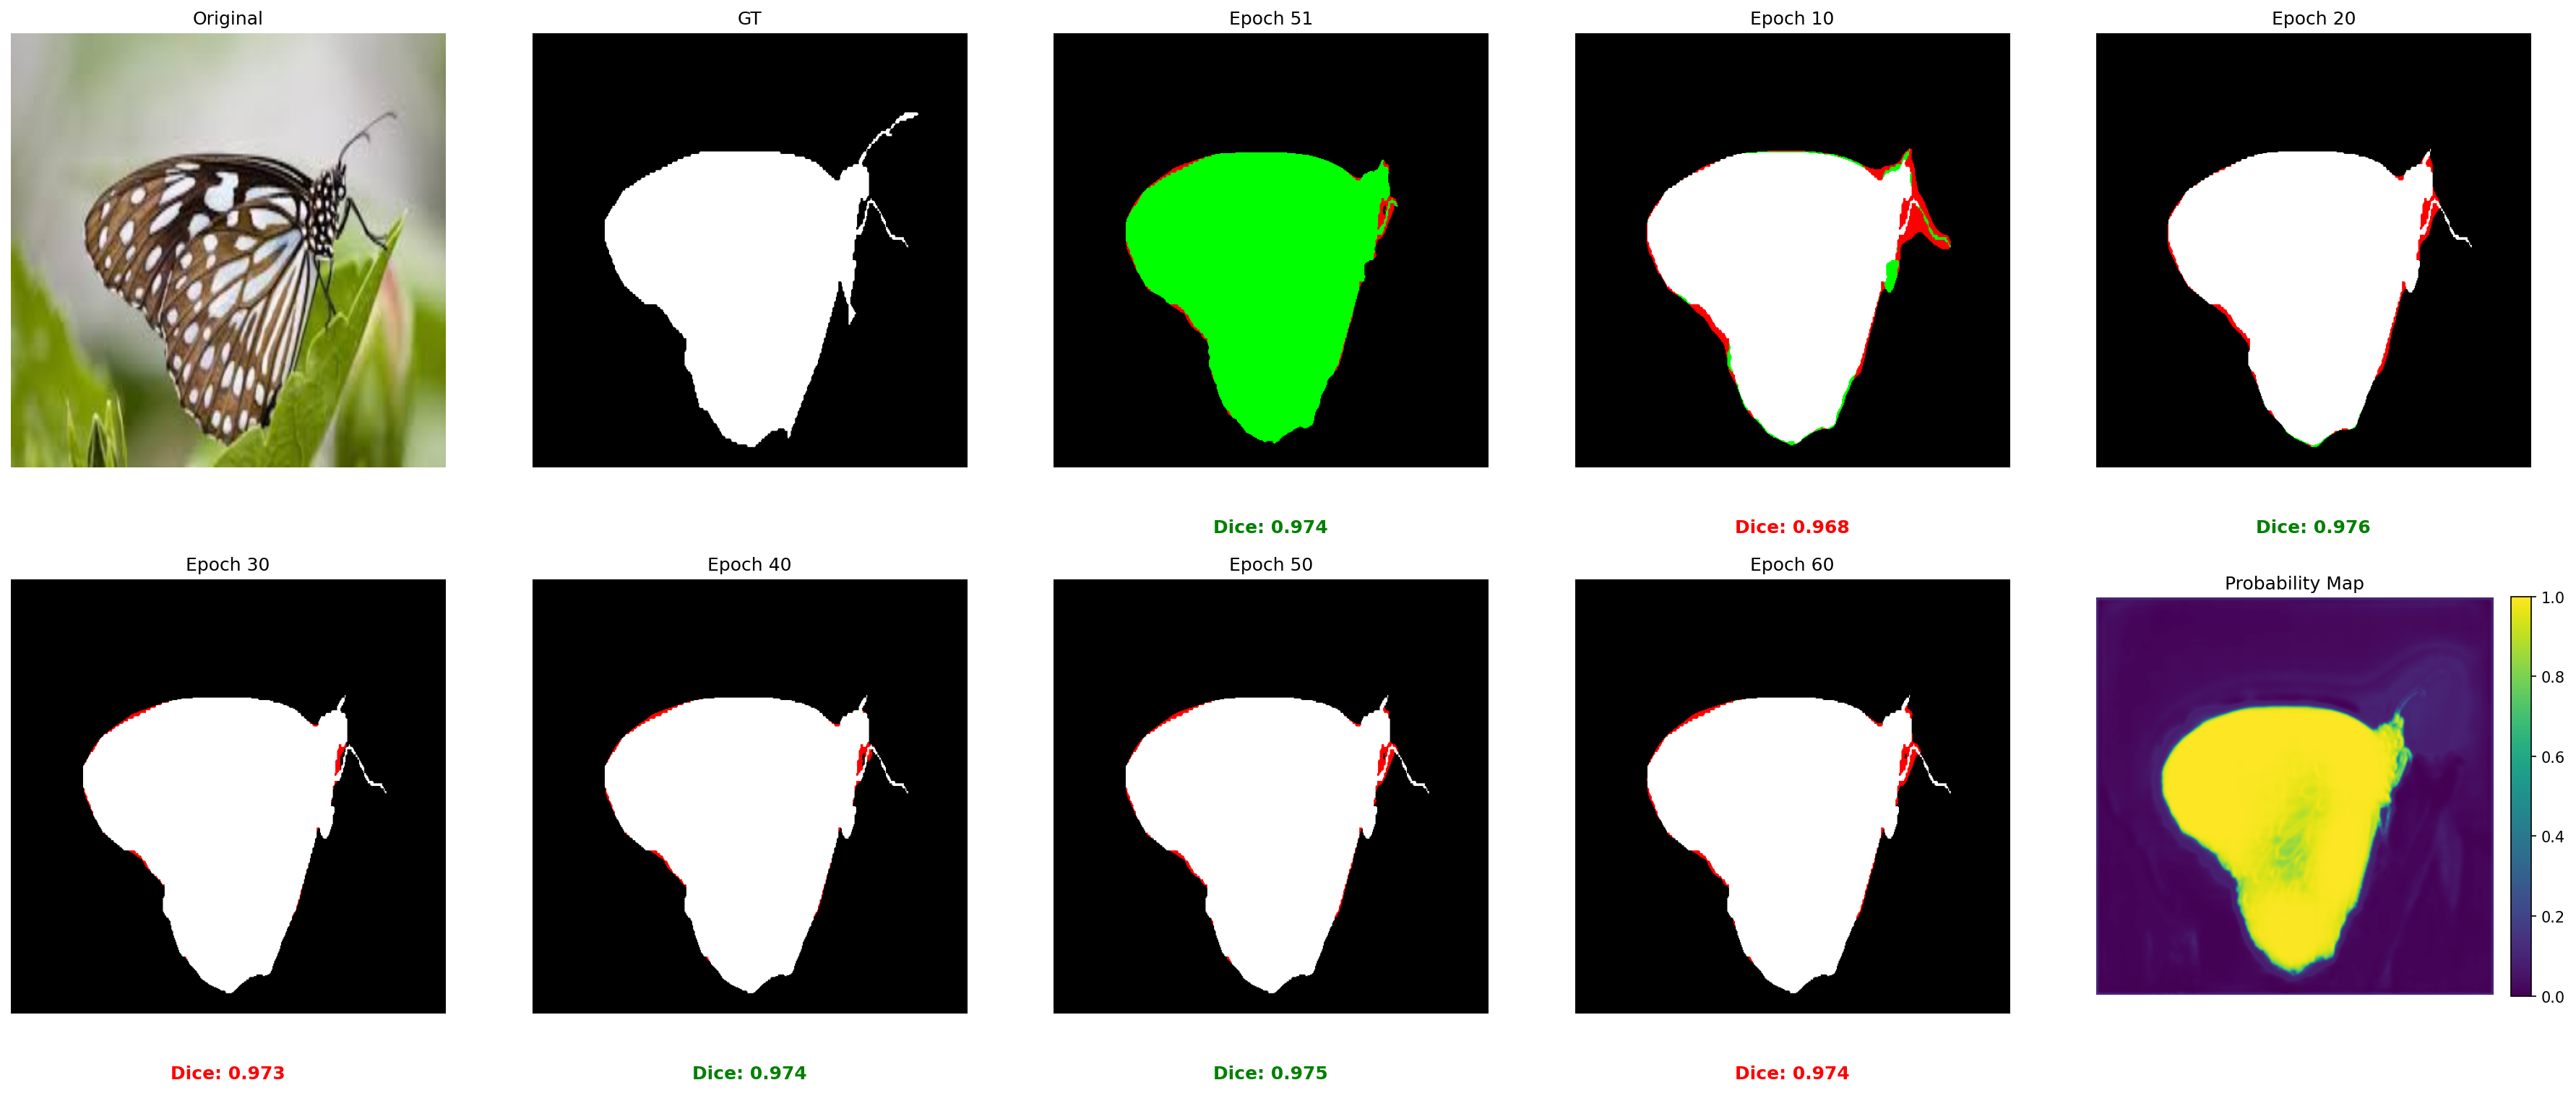 Original
GT
Epoch 51
Epoch 10
Epoch 20
Dice: 0.974
Dice: 0.968
Dice: 0.976
Epoch 30
Epoch 40
Epoch 50
Epoch 60
Probability Map
1.0
0.8
0.6
0.4
0.2
0.0
Dice: 0.973
Dice: 0.974
Dice: 0.975
Dice: 0.974